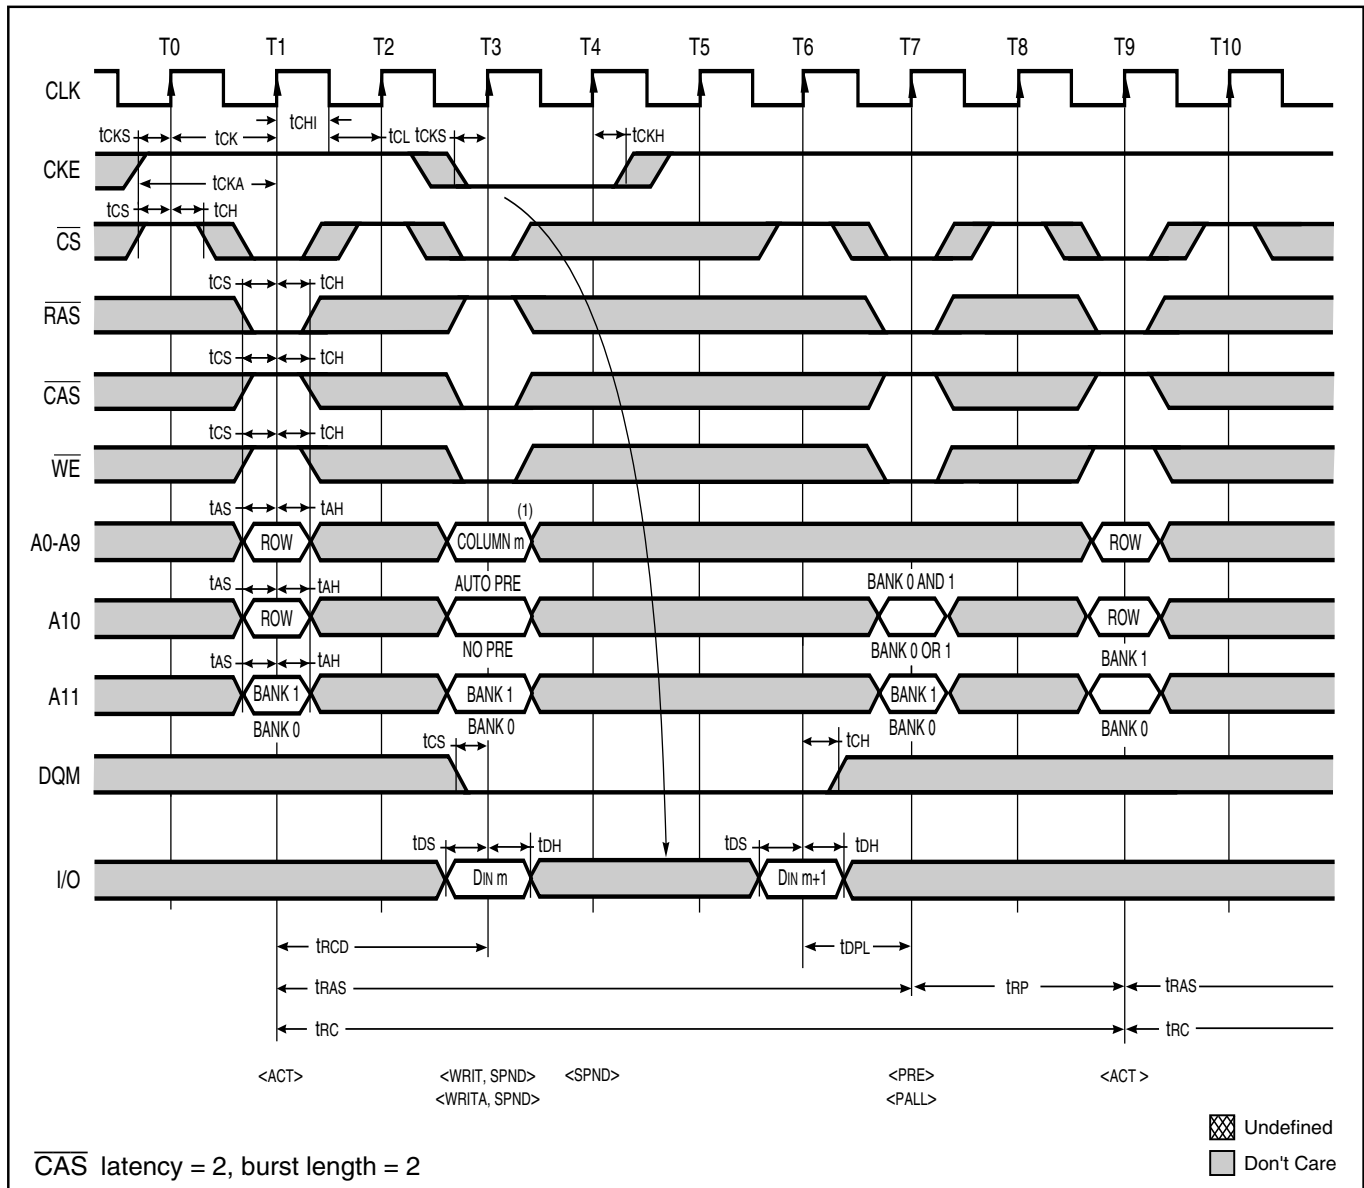 T0 T1 T2 T3 T4 T5 T6 T7 T8 T9 T10
CLK
tCHI
tCKS tCK tCL tCKS tCKH
CKE
tCKA
tCS tCH
CS
tCS tCH
RAS
tCS tCH
CAS
tCS tCH
WE
tAS tAH (1)
A0-A9 ROW COLUMN m ROW
tAS tAH AUTO PRE BANK 0 AND 1
A10 ROW ROW
NO PRE BANK 0 OR 1 BANK 1
tAS tAH
A11 BANK 1 BANK 1 BANK 1
BANK 0 BANK 0 BANK 0 BANK 0
tCS tCH
DQM
tDS tDH tDS tDH
I/O DIN m DIN m+1
tRCD tDPL
tRAS tRP tRAS
tRC tRC
<ACT> <WRIT, SPND> <SPND> <PRE> <ACT >
<WRITA, SPND> <PALL>
Undefined
CAS latency = 2, burst length = 2 Don't Care